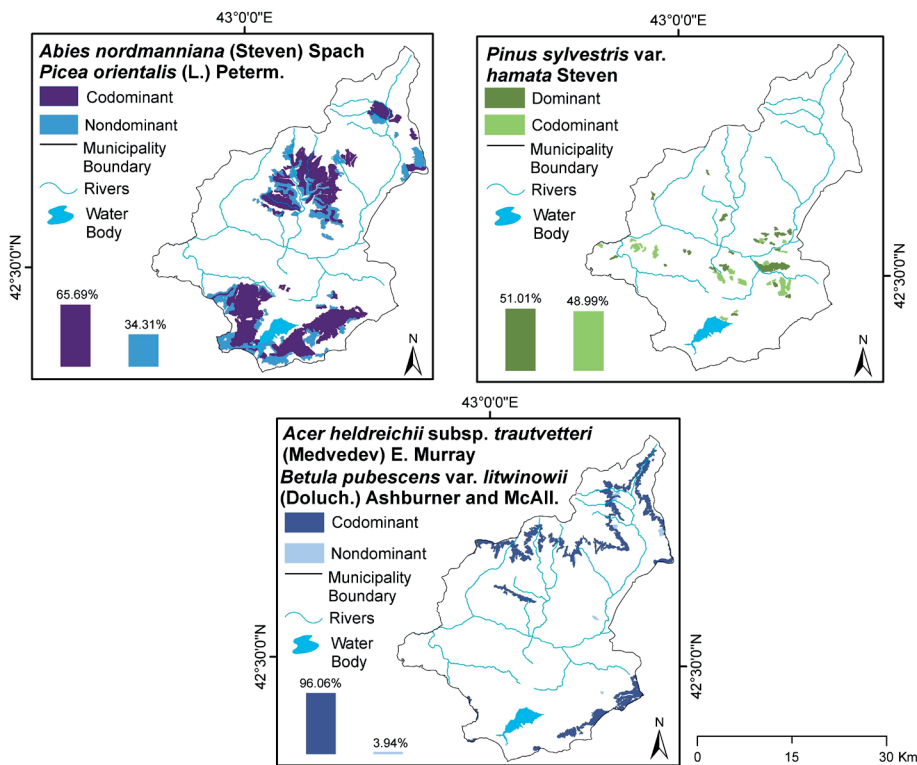 43°0'0"E
Abies nordmanniana (Steven) Spach
Picea orientalis (L.) Peterm.
Codominant
Nondominant
Municipality
Boundary
Rivers
Water
Body
42°30'0"N
65.69%
34.31%
N
43°0'0"E
Pinus sylvestris var.
hamata Steven
Dominant
Codominant
Municipality
Boundary
Rivers
Water
Body
42°30'0"N
51.01%
48.99%
N
43°0'0"E
Acer heldreichii subsp. trautvetteri
(Medvedev) E. Murray
Betula pubescens var. litwinowii
(Doluch.) Ashburner and McAll.
Codominant
Nondominant
Municipality
Boundary
Rivers
Water
Body
42°30'0"N
42°30'0"N
96.06%
3.94%
N
0 15 30 Km